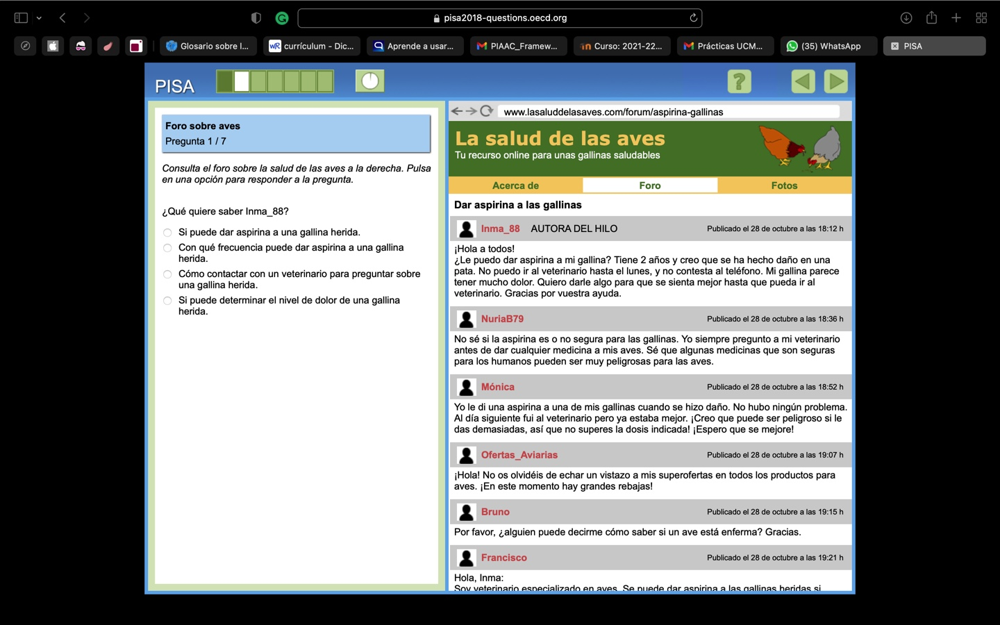 pisa2018-questions.oecd.org
Glosario sobre l...
wR currículum - Dic...
Aprende a usar...
PIAAC_Framew...
Curso: 2021-22...
Prácticas UCM...
(35) WhatsApp
PISA
PISA
?
Foro sobre aves
Pregunta 1 / 7
Consulta el foro sobre la salud de las aves a la derecha. Pulsa
en una opción para responder a la pregunta.
¿Qué quiere saber Inma_88?
Si puede dar aspirina a una gallina herida.
Con qué frecuencia puede dar aspirina a una gallina
herida.
Cómo contactar con un veterinario para preguntar sobre
una gallina herida.
Si puede determinar el nivel de dolor de una gallina
herida.
www.lasaluddelasaves.com/forum/aspirina-gallinas
La salud de las aves
Tu recurso online para unas gallinas saludables
Acerca de Foro Fotos
Dar aspirina a las gallinas
Inma_88 AUTORA DEL HILO Publicado el 28 de octubre a las 18:12 h
¡Hola a todos!
¿Le puedo dar aspirina a mi gallina? Tiene 2 años y creo que se ha hecho daño en una
pata. No puedo ir al veterinario hasta el lunes, y no contesta al teléfono. Mi gallina parece
tener mucho dolor. Quiero darle algo para que se sienta mejor hasta que pueda ir al
veterinario. Gracias por vuestra ayuda.
NuriaB79 Publicado el 28 de octubre a las 18:36 h
No sé si la aspirina es o no segura para las gallinas. Yo siempre pregunto a mi veterinario
antes de dar cualquier medicina a mis aves. Sé que algunas medicinas que son seguras
para los humanos pueden ser muy peligrosas para las aves.
Mónica Publicado el 28 de octubre a las 18:52 h
Yo le di una aspirina a una de mis gallinas cuando se hizo daño. No hubo ningún problema.
Al día siguiente fui al veterinario pero ya estaba mejor. ¡Creo que puede ser peligroso si le
das demasiadas, así que no superes la dosis indicada! ¡Espero que se mejore!
Ofertas_Aviarias Publicado el 28 de octubre a las 19:07 h
¡Hola! No os olvidéis de echar un vistazo a mis superofertas en todos los productos para
aves. ¡En este momento hay grandes rebajas!
Bruno Publicado el 28 de octubre a las 19:15 h
Por favor, ¿alguien puede decirme cómo saber si un ave está enferma? Gracias.
Francisco Publicado el 28 de octubre a las 19:21 h
Hola, Inma:
Soy veterinario especializado en aves. Se puede dar aspirina a las gallinas heridas si